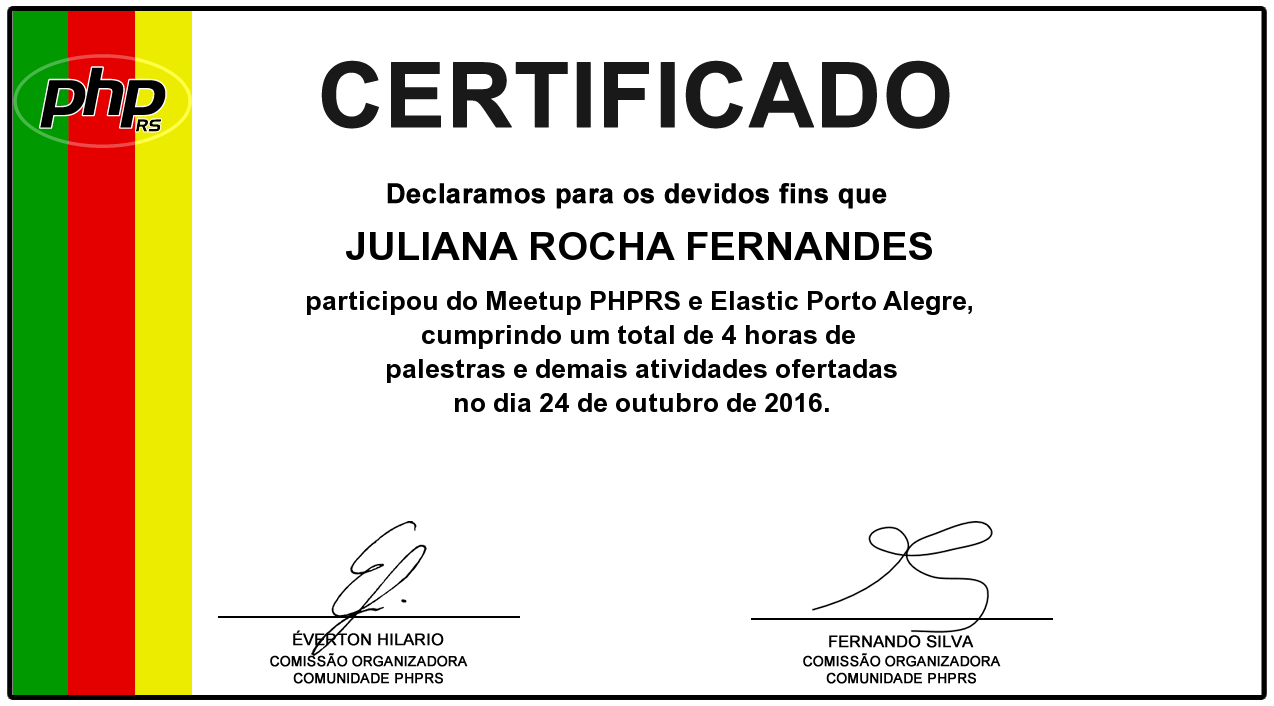 php
RS
CERTIFICADO
Declaramos para os devidos fins que
JULIANA ROCHA FERNANDES
participou do Meetup PHPRS e Elastic Porto Alegre,
cumprindo um total de 4 horas de
palestras e demais atividades ofertadas
no dia 24 de outubro de 2016.
ÉVERTON HILARIO
COMISSÃO ORGANIZADORA
COMUNIDADE PHPRS
FERNANDO SILVA
COMISSÃO ORGANIZADORA
COMUNIDADE PHPRS